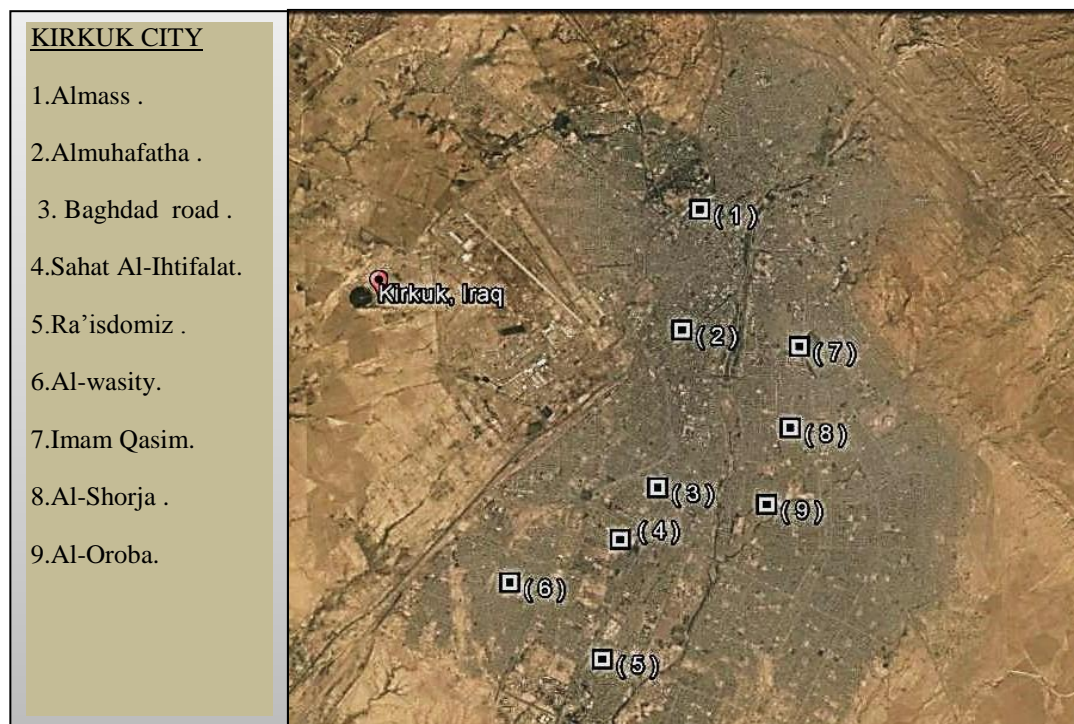 KIRKUK CITY
1.Almass .
2.Almuhafatha .
3. Baghdad road .
4.Sahat Al-Ihtifalat.
5.Ra’isdomiz .
6.Al-wasity.
7.Imam Qasim.
8.Al-Shorja .
9.Al-Oroba.
(1)
Kirkuk, Iraq
(2)
(7)
(8)
(3)
(9)
(4)
(6)
(5)